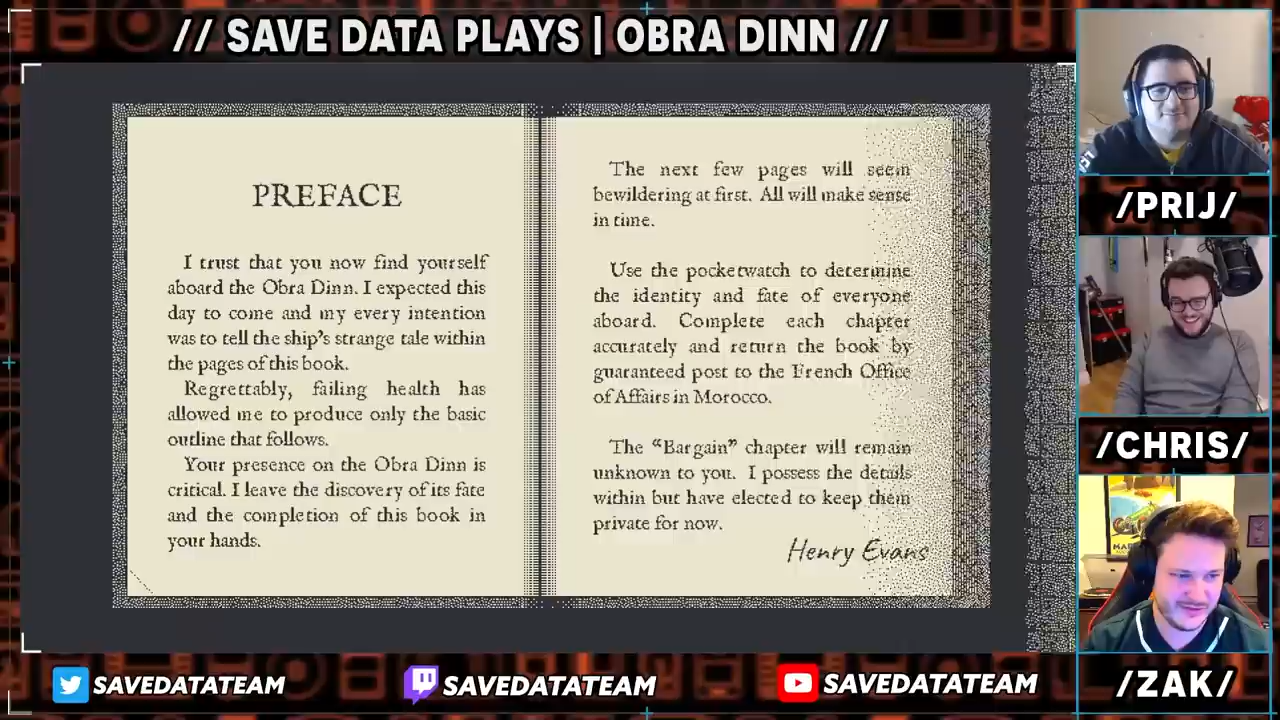 // SAVE DATA PLAYS | OBRA DINN //
PREFACE
I trust that you now find yourself
aboard the Obra Dinn. I expected this
day to come and my every intention
was to tell the ship's strange tale within
the pages of this book.
Regrettably, failing health has
allowed me to produce only the basic
outline that follows.
Your presence on the Obra Dinn is
critical. I leave the discovery of its fate
and the completion of this book in
your hands.
The next few pages will seem
bewildering at first. All will make sense
in time.
Use the pocketwatch to determine
the identity and fate of everyone
aboard. Complete each chapter
accurately and return the book by
guaranteed post to the French Office
of Affairs in Morocco.
The “Bargain” chapter will remain
unknown to you. I possess the details
within but have elected to keep them
private for now.
Henry Evans
/PRIJ/
/CHRIS/
/ZAK/
SAVEDATATEAM
SAVEDATATEAM
SAVEDATATEAM